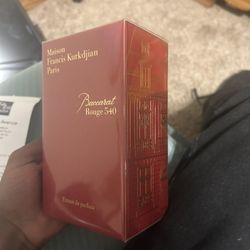 Maison
Francis Kurkdjian
Paris
Baccarat
Rouge 540
Extrait de parfum